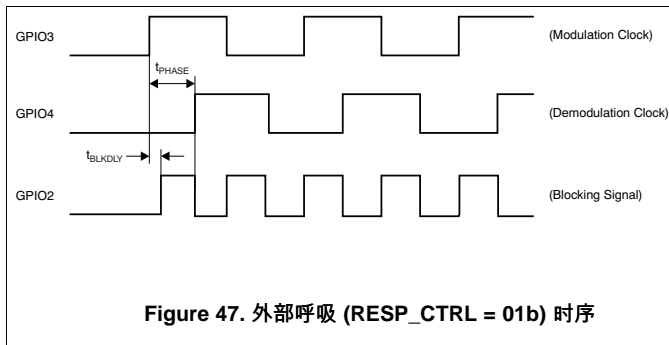 GPIO3
(Modulation Clock)
tPHASE
GPIO4
(Demodulation Clock)
tBLKDLY
GPIO2
(Blocking Signal)
Figure 47. 外部呼吸 (RESP_CTRL = 01b) 时序